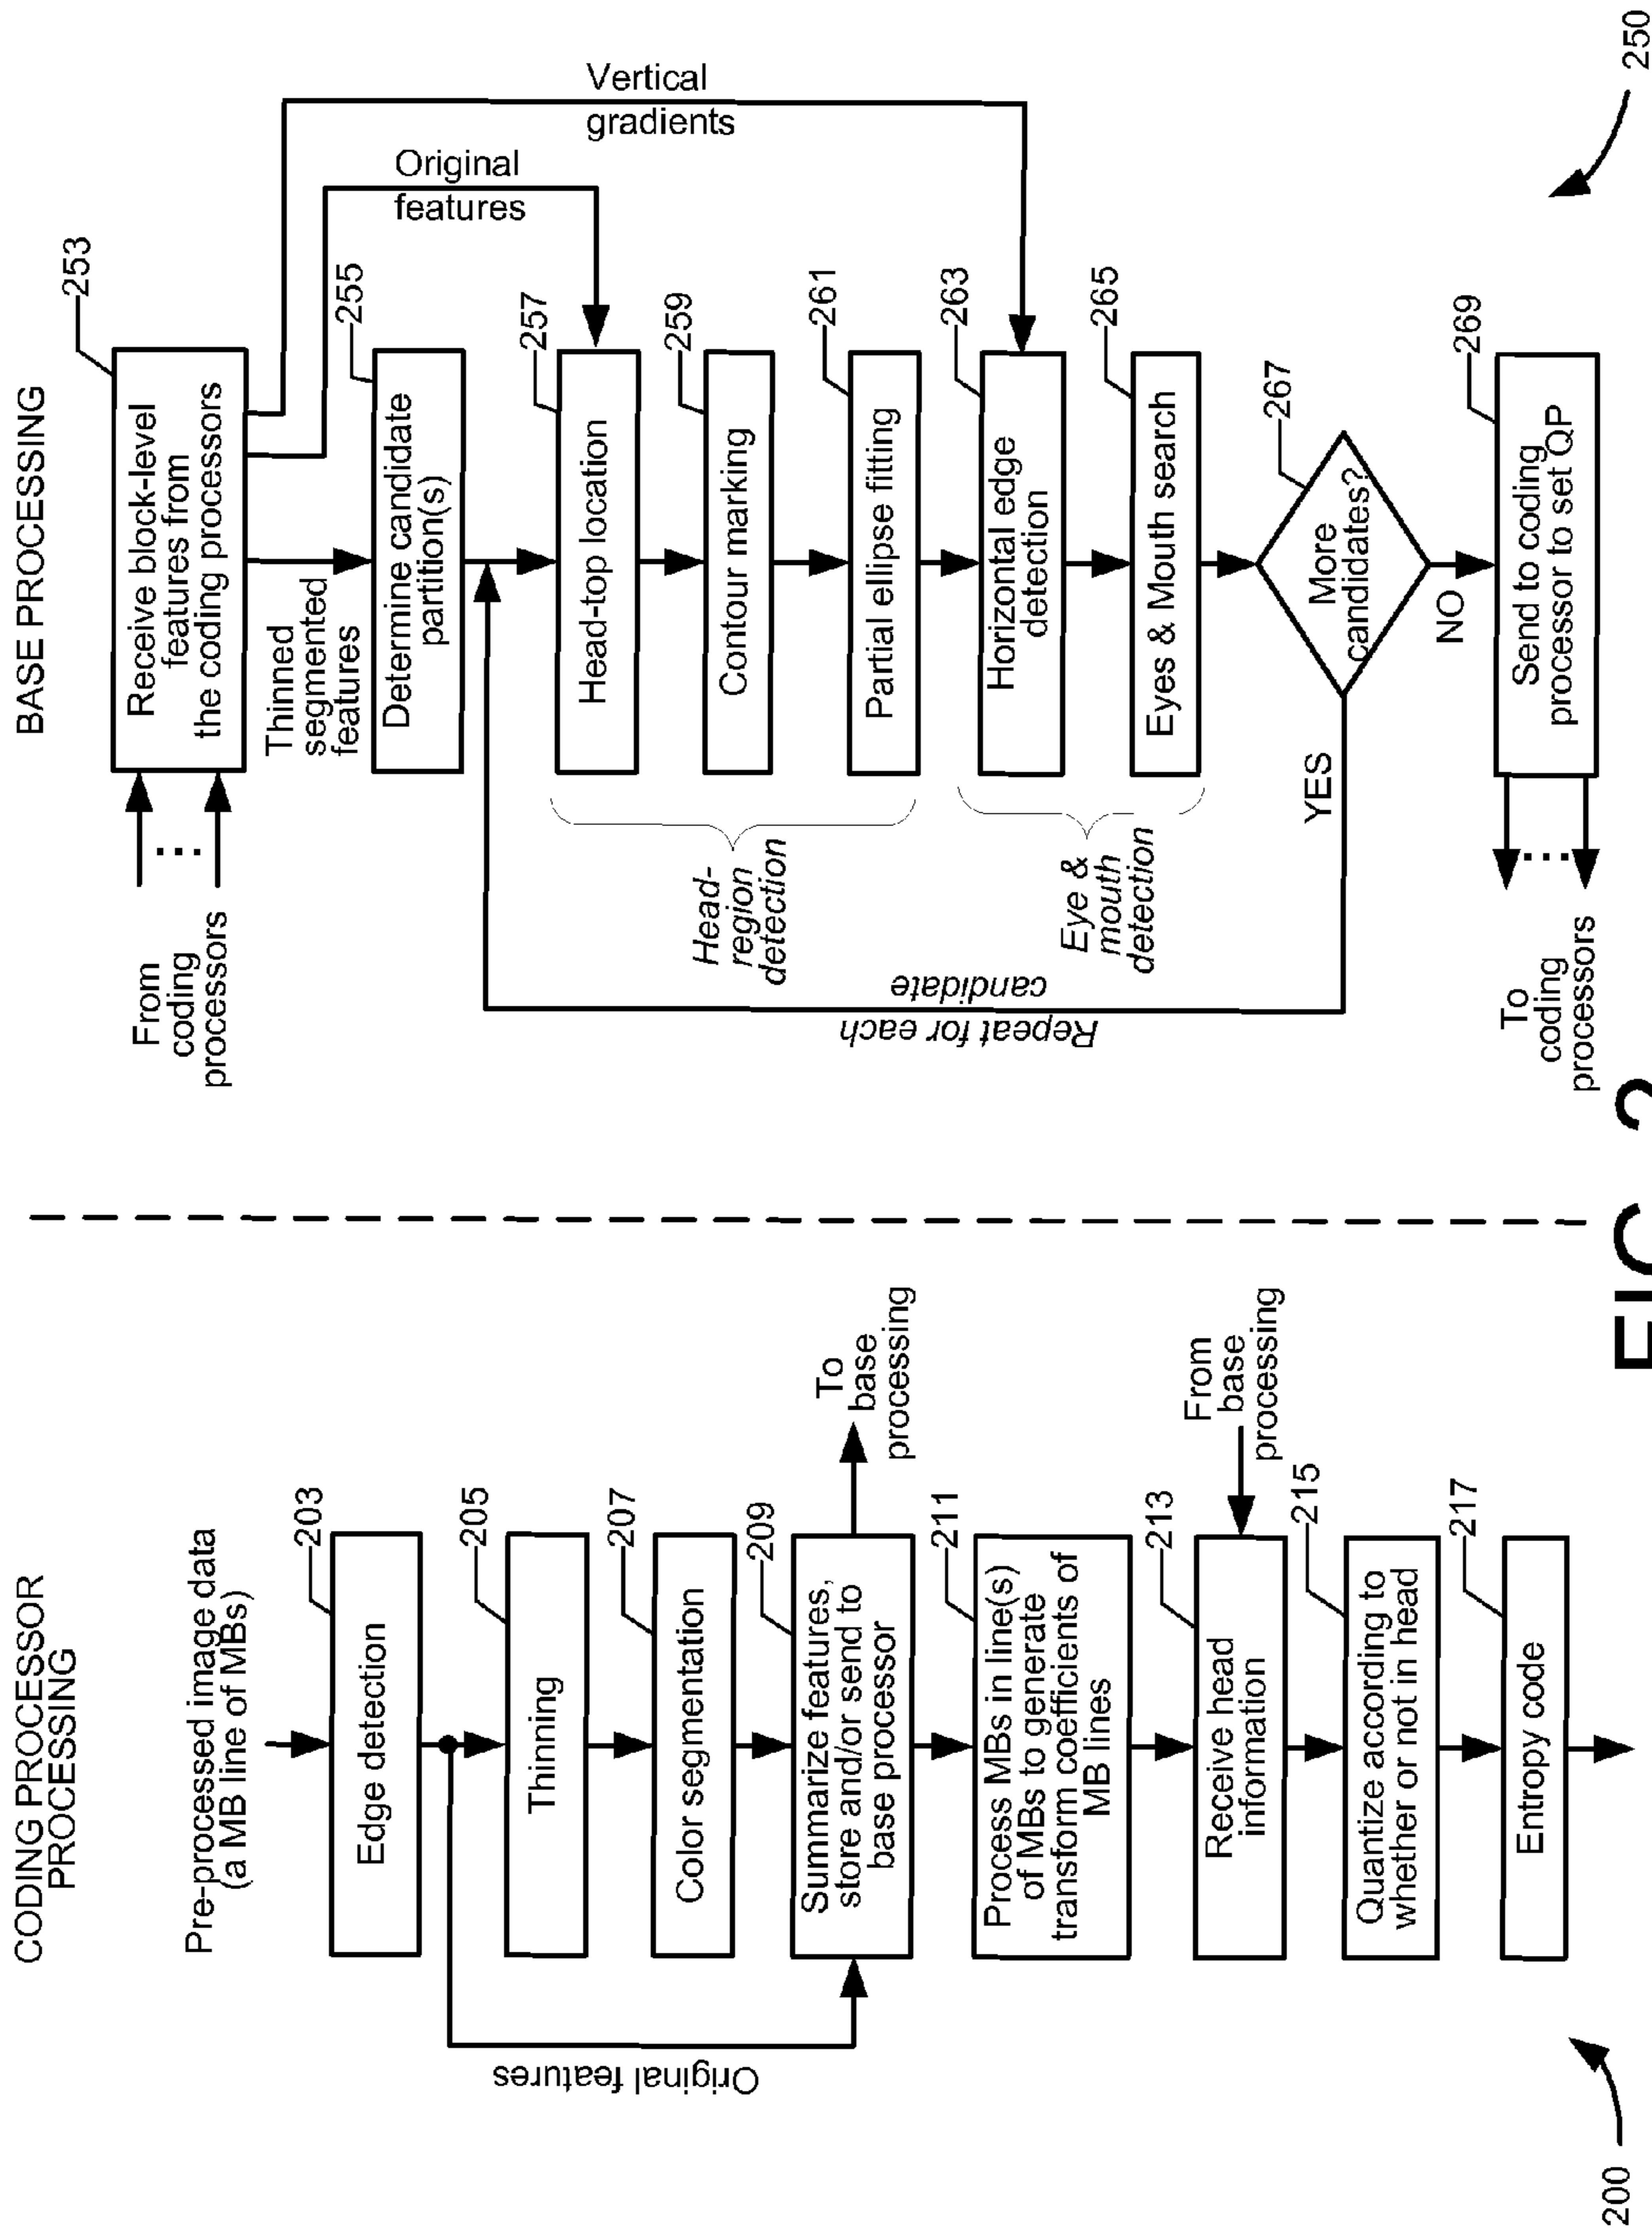 CODING PROCESSOR
PROCESSING
Pre-processed image data
(a MB line of MBs)
203
Edge detection
205
Thinning
207
Color segmentation
209
Summarize features,
store and/or send to
base processor
To
base
processing
Original features
211
Process MBs in line(s)
of MBs to generate
transform coefficients of
MB lines
213
Receive head
information
From
base
processing
215
Quantize according to
whether or not in head
217
Entropy code
200
BASE PROCESSING
253
Receive block-level
features from
the coding processors
From
coding
processors
Thinned
segmented
features
Original
features
Vertical
gradients
255
Determine candidate
partition(s)
257
Head-top location
259
Contour marking
261
Partial ellipse fitting
Head-
region
detection
263
Horizontal edge
detection
265
Eyes & Mouth search
Eye &
mouth
detection
267
More
candidates?
YES
NO
Repeat for each
candidate
269
Send to coding
processor to set QP
To
coding
processors
250